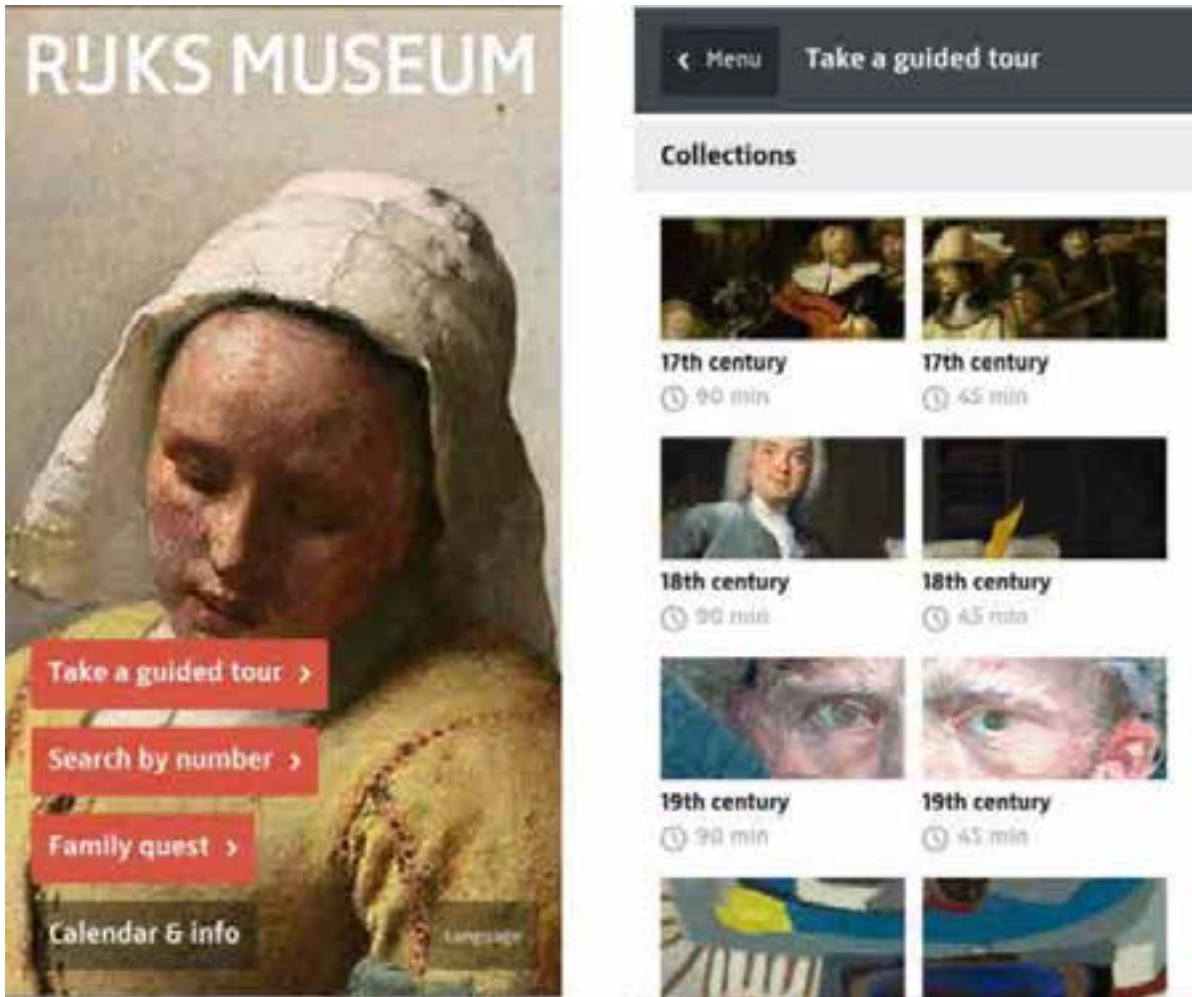 RIJKS MUSEUM
Take a guided tour
Search by number
Family quest
Calendar & info
Language
Menu
Take a guided tour
Collections
17th century
17th century
90 min
45 min
18th century
18th century
90 min
45 min
19th century
19th century
90 min
45 min